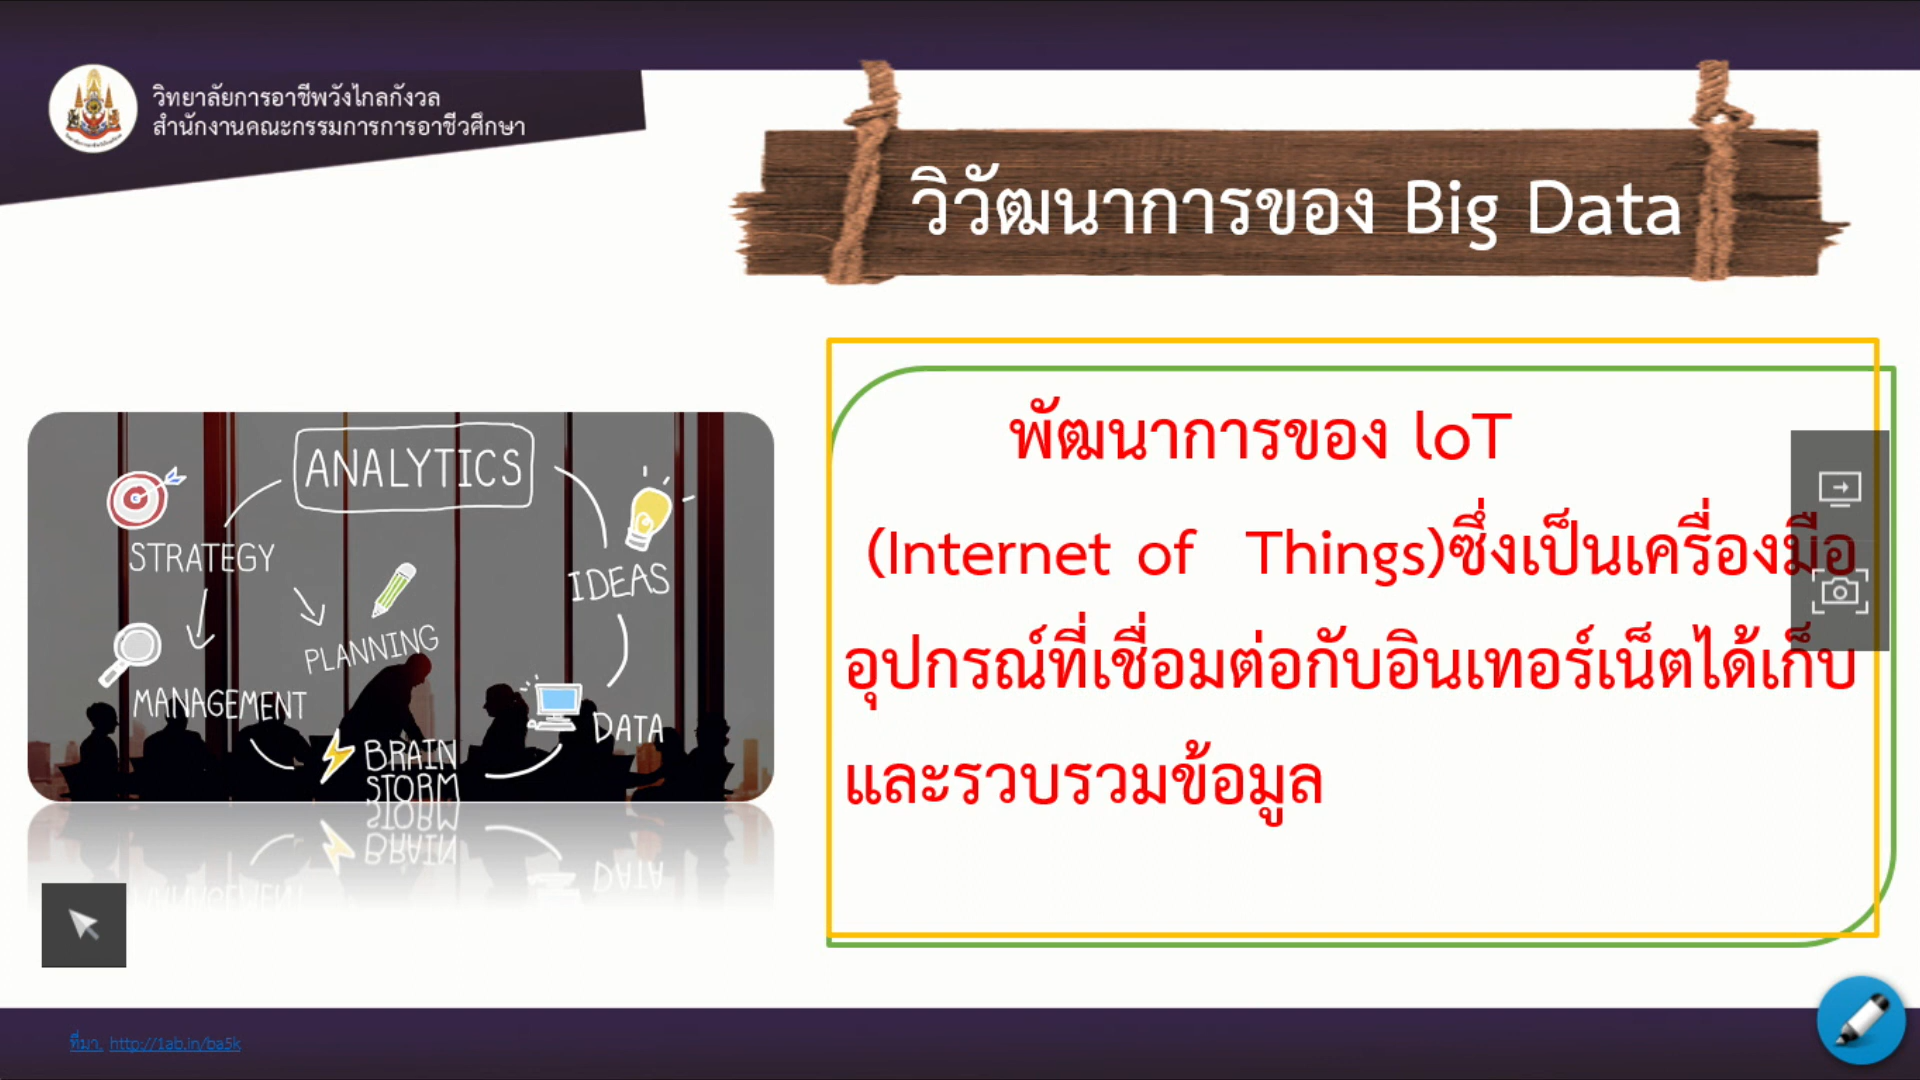 วิทยาลัยการอาชีพวังไกลกังวล
สำนักงานคณะกรรมการการอาชีวศึกษา
วิวัฒนาการของ Big Data
ANALYTICS
STRATEGY
IDEAS
PLANNING
MANAGEMENT
DATA
BRAIN
STORM
พัฒนาการของ loT
(Internet of Things)ซึ่งเป็นเครื่องมือ
อุปกรณ์ที่เชื่อมต่อกับอินเทอร์เน็ตได้เก็บ
และรวบรวมข้อมูล
ที่มา. http://1ab.in/ba5k